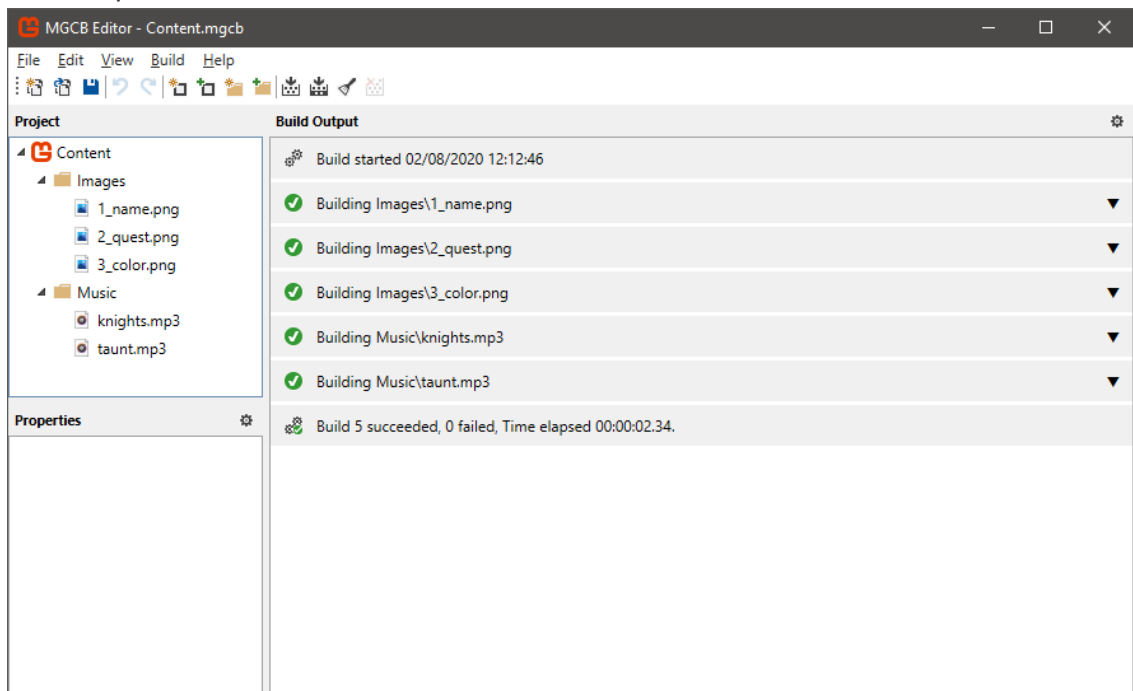 MGCB Editor - Content.mgcb
File Edit View Build Help
Project
Content
Images
1_name.png
2_quest.png
3_color.png
Music
knights.mp3
taunt.mp3
Properties
Build Output
Build started 02/08/2020 12:12:46
Building Images\1_name.png
Building Images\2_quest.png
Building Images\3_color.png
Building Music\knights.mp3
Building Music\taunt.mp3
Build 5 succeeded, 0 failed, Time elapsed 00:00:02.34.